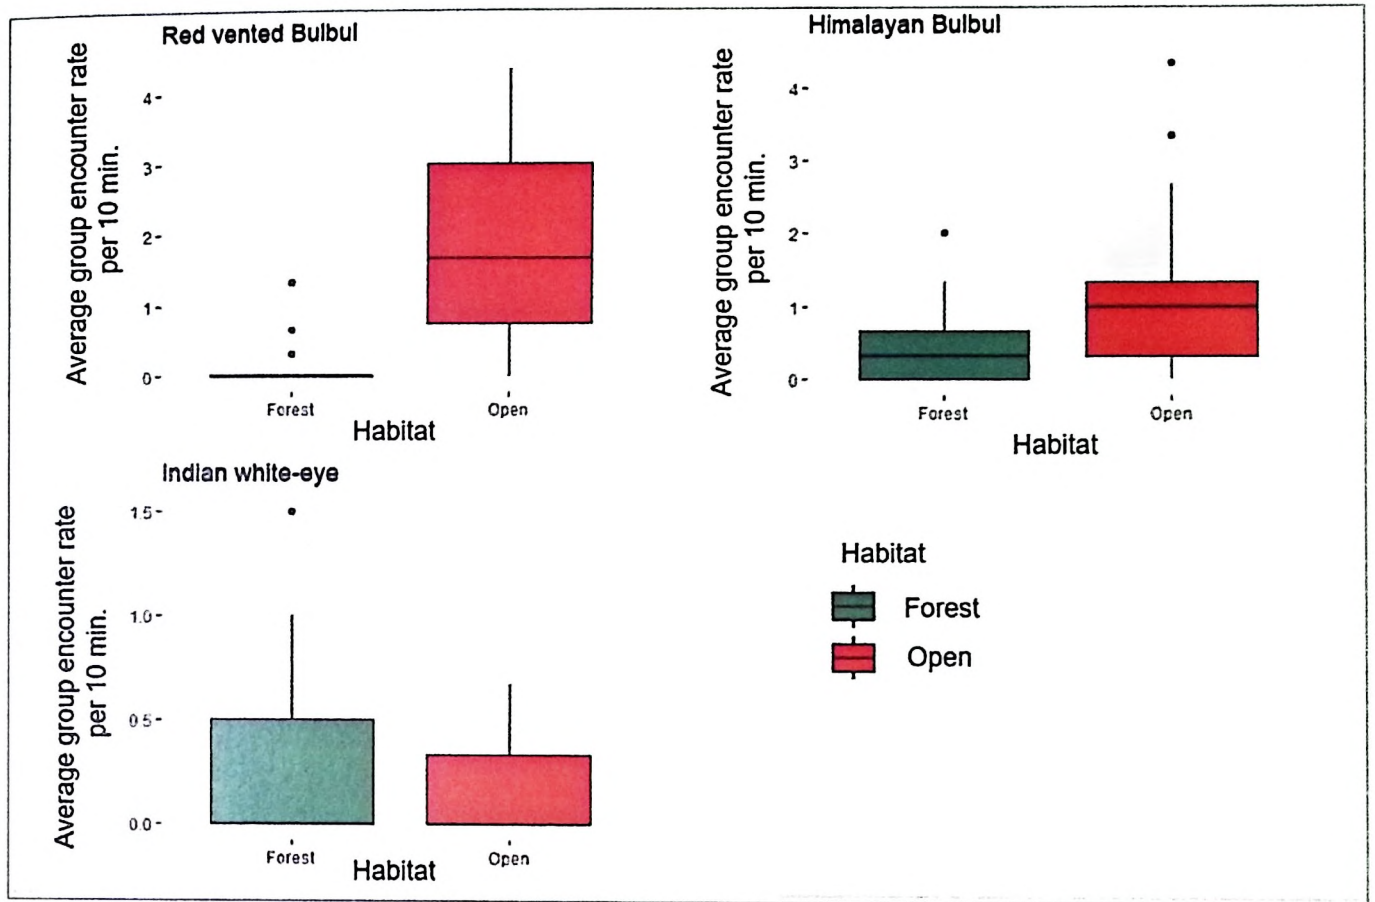 Red vented Bulbul
Average group encounter rate
per 10 min.
4
3
2
1
0
Forest
Open
Habitat
Himalayan Bulbul
Average group encounter rate
per 10 min.
4
3
2
1
0
Forest
Open
Habitat
Indian white-eye
Average group encounter rate
per 10 min.
1.5
1.0
0.5
0.0
Forest
Open
Habitat
Habitat
Forest
Open